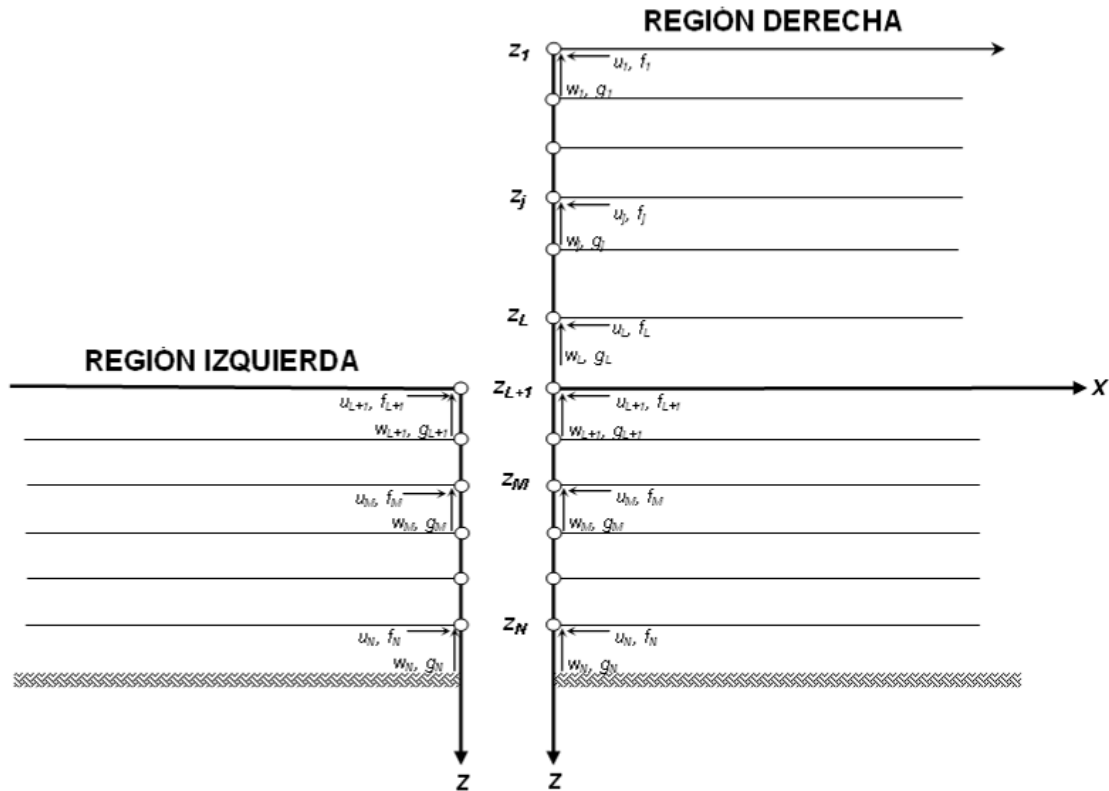 REGIÓN DERECHA
z1
u1, f1
w1, g1
zj
uj, fj
wj, gj
zL
uL, fL
wL, gL
REGIÓN IZQUIERDA
zL+1
X
uL+1, fL+1
uL+1, fL+1
wL+1, gL+1
wL+1, gL+1
zM
uM, fM
uM, fM
wM, gM
wM, gM
zN
uN, fN
uN, fN
wN, gN
wN, gN
z
z